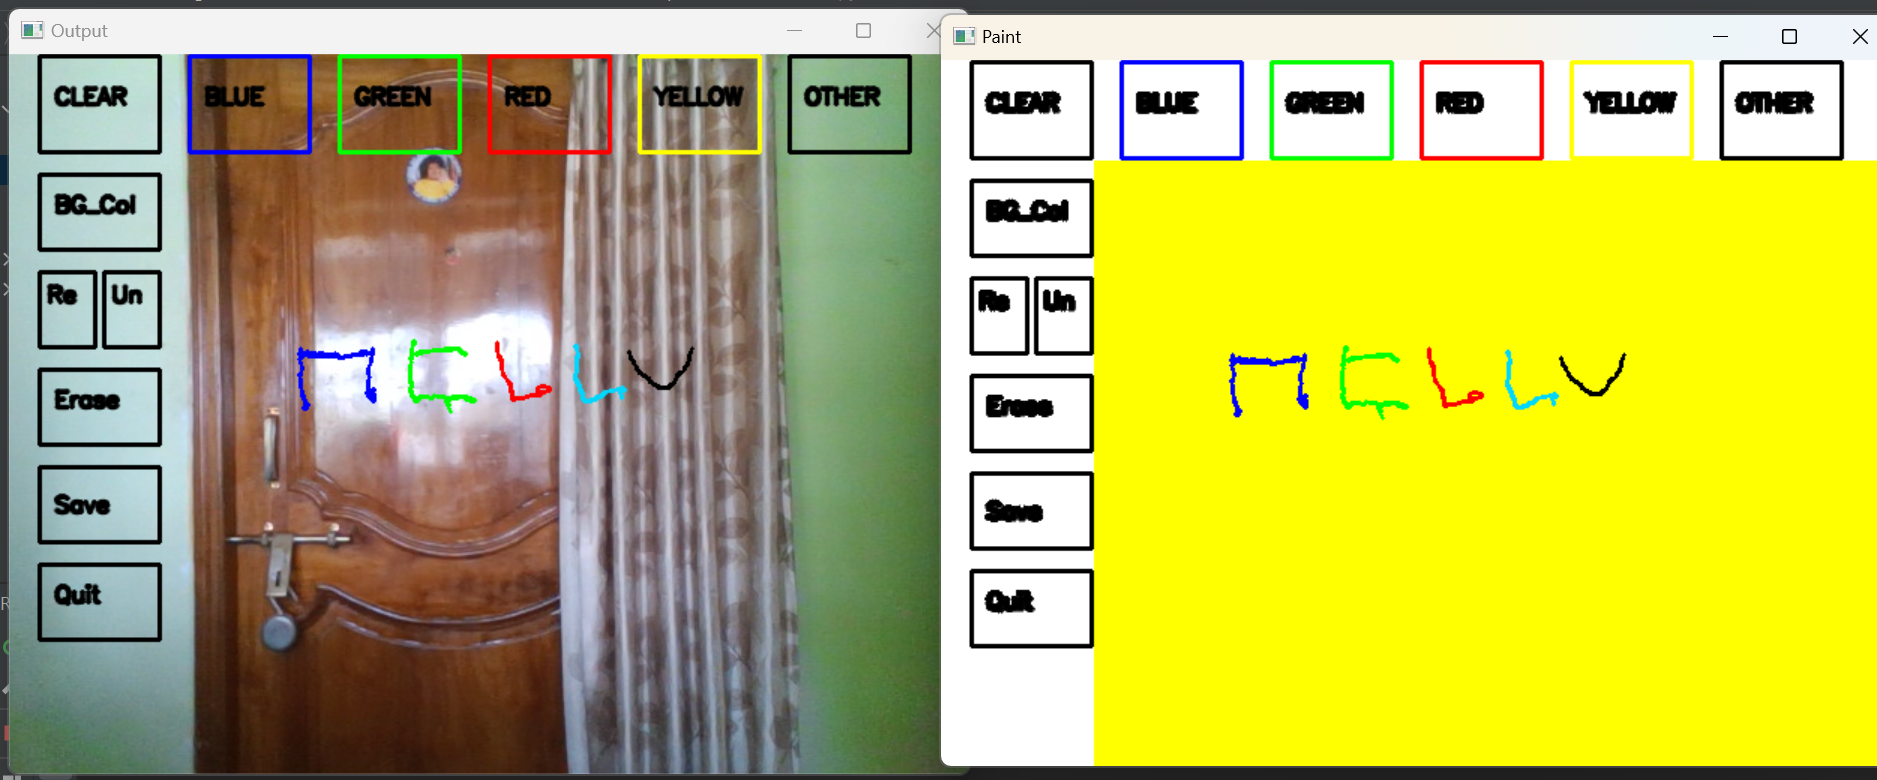 Output
CLEAR BLUE GREEN RED YELLOW OTHER
BG_Col
Re Un
Erase
Save
Quit
Paint
CLEAR BLUE GREEN RED YELLOW OTHER
BG_Col
Re Un
Erase
Save
Quit